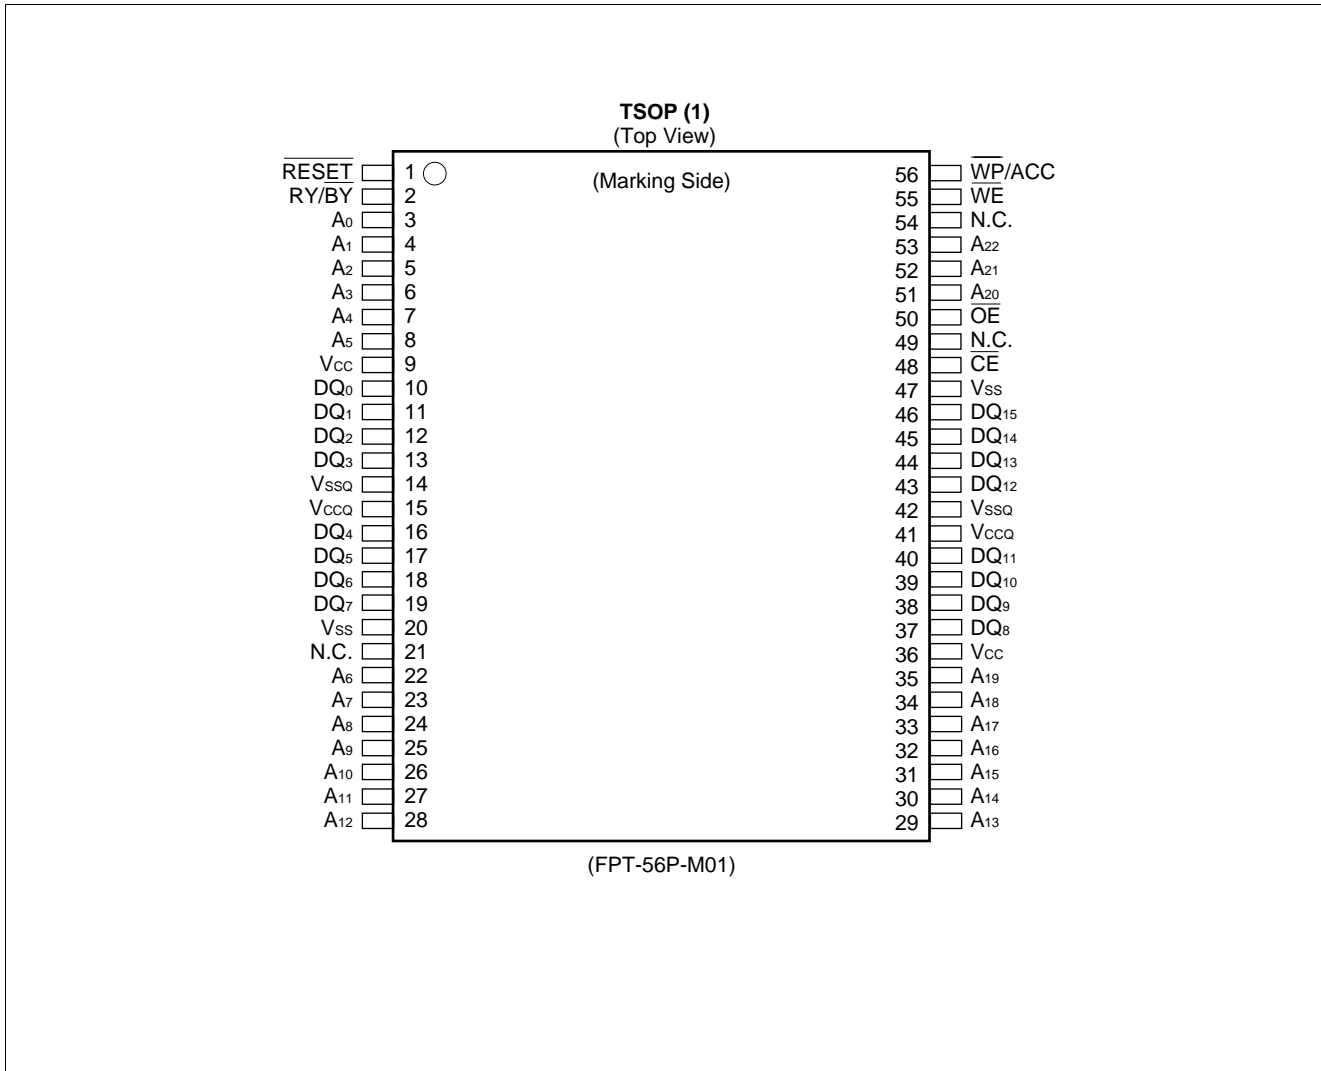 TSOP (1)
(Top View)
(Marking Side)
R̅E̅S̅E̅T̅ 1 56 W̅P̅/ACC
RY/B̅Y̅ 2 55 W̅E̅
A0 3 54 N.C.
A1 4 53 A22
A2 5 52 A21
A3 6 51 A20
A4 7 50 O̅E̅
A5 8 49 N.C.
VCC 9 48 C̅E̅
DQ0 10 47 VSS
DQ1 11 46 DQ15
DQ2 12 45 DQ14
DQ3 13 44 DQ13
VSSQ 14 43 DQ12
VCCQ 15 42 VSSQ
DQ4 16 41 VCCQ
DQ5 17 40 DQ11
DQ6 18 39 DQ10
DQ7 19 38 DQ9
VSS 20 37 DQ8
N.C. 21 36 VCC
A6 22 35 A19
A7 23 34 A18
A8 24 33 A17
A9 25 32 A16
A10 26 31 A15
A11 27 30 A14
A12 28 29 A13
(FPT-56P-M01)